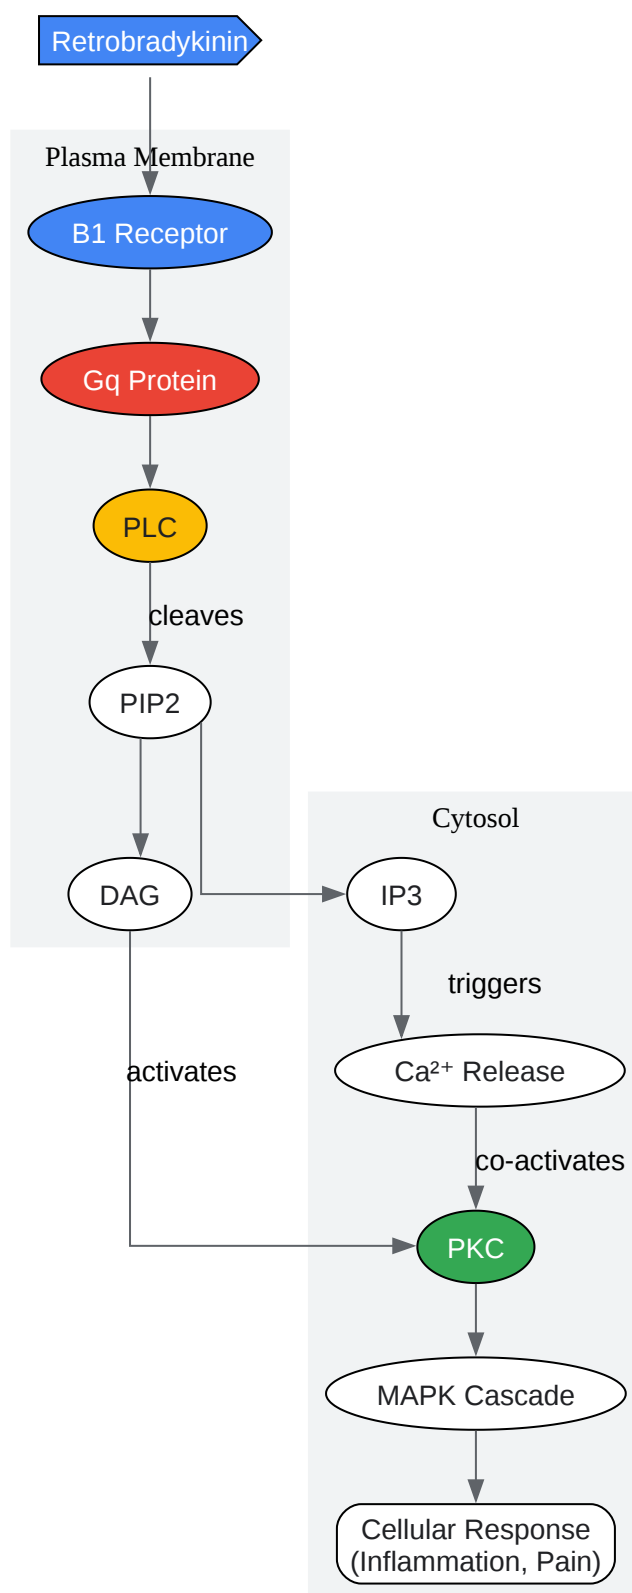 Retrobradykinin
Plasma Membrane
B1 Receptor
Gq Protein
PLC
cleaves
PIP2
Cytosol
DAG
IP3
triggers
activates
Ca²⁺ Release
co-activates
PKC
MAPK Cascade
Cellular Response
(Inflammation, Pain)